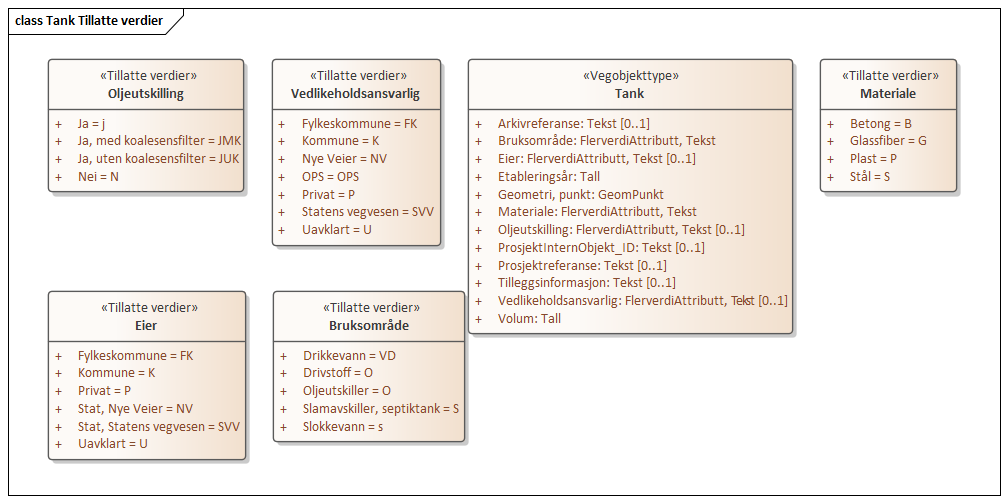 class Tank Tillatte verdier
«Tillatte verdier»
Oljeutskilling
+ Ja = j
+ Ja, med koalesensfilter = JMK
+ Ja, uten koalesensfilter = JUK
+ Nei = N
«Tillatte verdier»
Vedlikeholdsansvarlig
+ Fylkeskommune = FK
+ Kommune = K
+ Nye Veier = NV
+ OPS = OPS
+ Privat = P
+ Statens vegvesen = SVV
+ Uavklart = U
«Vegobjekttype»
Tank
+ Arkivreferanse: Tekst [0..1]
+ Bruksområde: FlerverdiAttributt, Tekst
+ Eier: FlerverdiAttributt, Tekst [0..1]
+ Etableringsår: Tall
+ Geometri, punkt: GeomPunkt
+ Materiale: FlerverdiAttributt, Tekst
+ Oljeutskilling: FlerverdiAttributt, Tekst [0..1]
+ ProsjektInternObjekt_ID: Tekst [0..1]
+ Prosjektreferanse: Tekst [0..1]
+ Tilleggsinformasjon: Tekst [0..1]
+ Vedlikeholdsansvarlig: FlerverdiAttributt, Tekst [0..1]
+ Volum: Tall
«Tillatte verdier»
Materiale
+ Betong = B
+ Glassfiber = G
+ Plast = P
+ Stål = S
«Tillatte verdier»
Eier
+ Fylkeskommune = FK
+ Kommune = K
+ Privat = P
+ Stat, Nye Veier = NV
+ Stat, Statens vegvesen = SVV
+ Uavklart = U
«Tillatte verdier»
Bruksområde
+ Drikkevann = VD
+ Drivstoff = O
+ Oljeutskiller = O
+ Slamavskiller, septiktank = S
+ Slokkevann = s